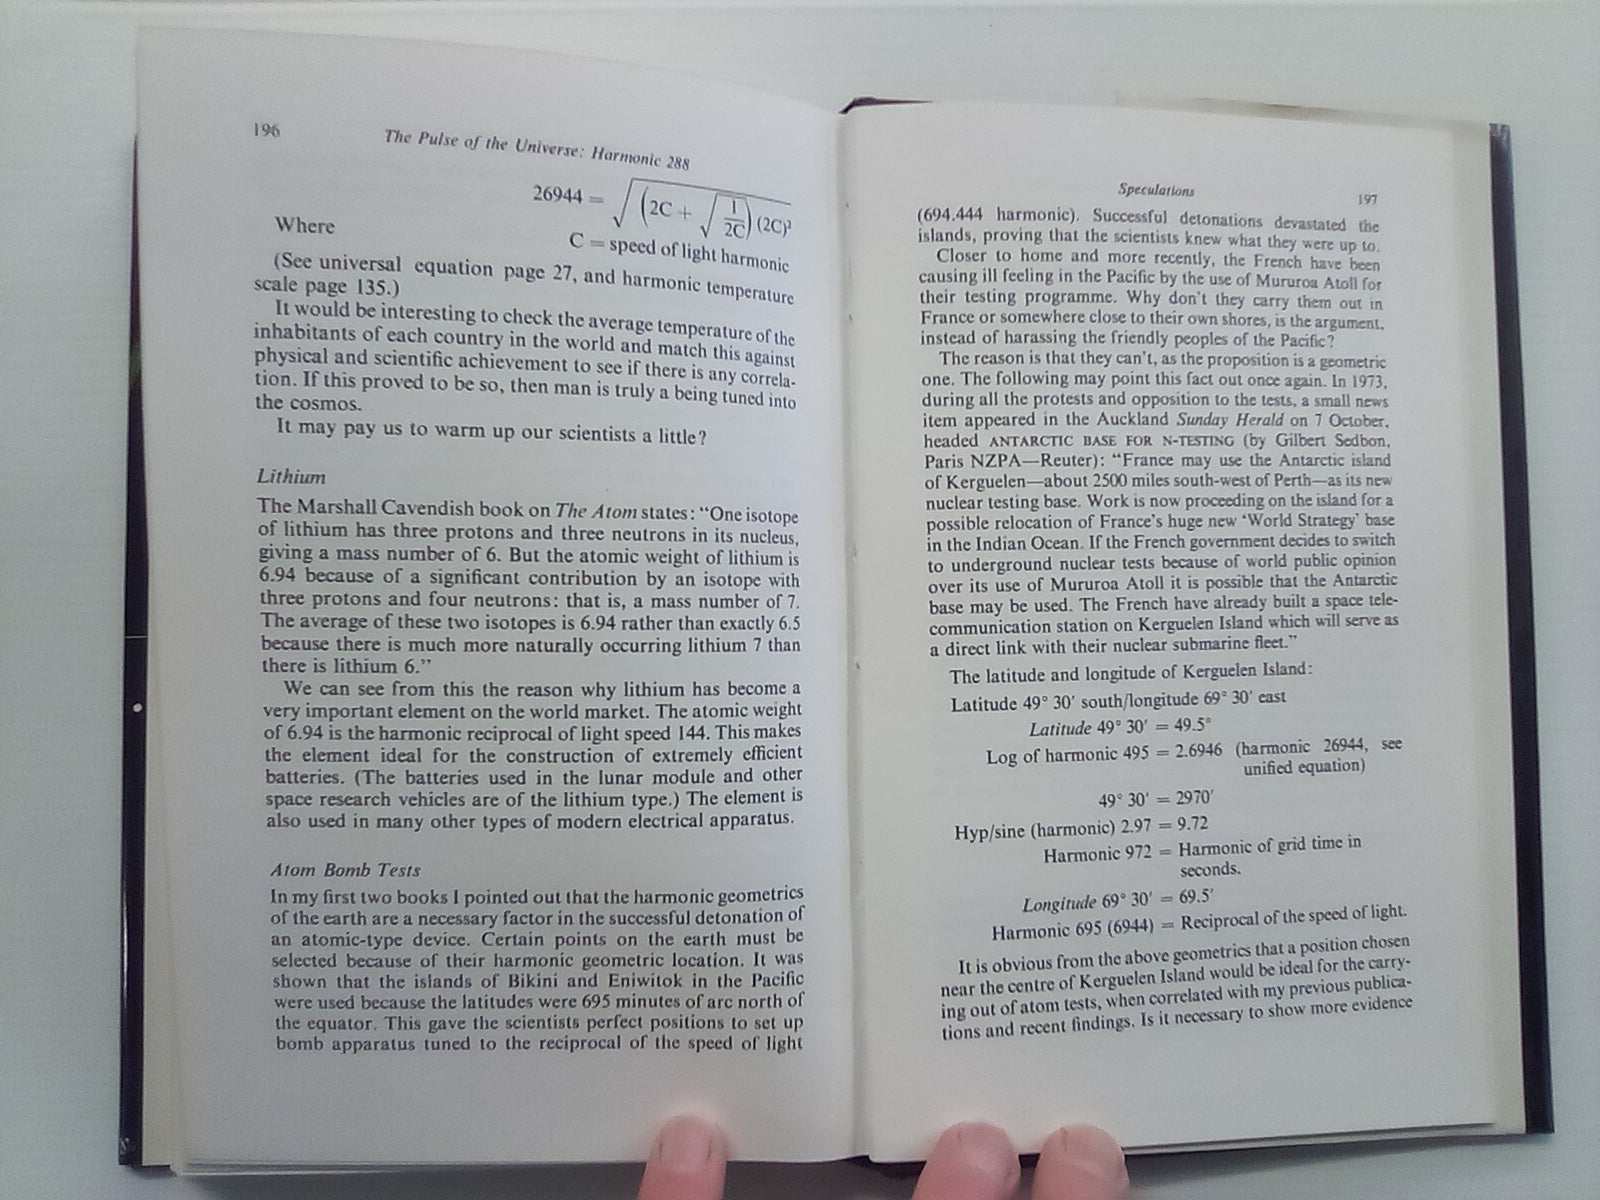 196
The Pulse of the Universe: Harmonic 288
26944 = √(2C + √1/2C) (2C)²
Where
C = speed of light harmonic
(See universal equation page 27, and harmonic temperature
scale page 135.)
It would be interesting to check the average temperature of the
inhabitants of each country in the world and match this against
physical and scientific achievement to see if there is any correla-
tion. If this proved to be so, then man is truly a being tuned into
the cosmos.
It may pay us to warm up our scientists a little?
Lithium
The Marshall Cavendish book on The Atom states: “One isotope
of lithium has three protons and three neutrons in its nucleus,
giving a mass number of 6. But the atomic weight of lithium is
6.94 because of a significant contribution by an isotope with
three protons and four neutrons: that is, a mass number of 7.
The average of these two isotopes is 6.94 rather than exactly 6.5
because there is much more naturally occurring lithium 7 than
there is lithium 6.”
We can see from this the reason why lithium has become a
very important element on the world market. The atomic weight
of 6.94 is the harmonic reciprocal of light speed 144. This makes
the element ideal for the construction of extremely efficient
batteries. (The batteries used in the lunar module and other
space research vehicles are of the lithium type.) The element is
also used in many other types of modern electrical apparatus.
Atom Bomb Tests
In my first two books I pointed out that the harmonic geometrics
of the earth are a necessary factor in the successful detonation of
an atomic-type device. Certain points on the earth must be
selected because of their harmonic geometric location. It was
shown that the islands of Bikini and Eniwitok in the Pacific
were used because the latitudes were 695 minutes of arc north of
the equator. This gave the scientists perfect positions to set up
bomb apparatus tuned to the reciprocal of the speed of light
Speculations
197
(694.444 harmonic). Successful detonations devastated the
islands, proving that the scientists knew what they were up to.
Closer to home and more recently, the French have been
causing ill feeling in the Pacific by the use of Mururoa Atoll for
their testing programme. Why don't they carry them out in
France or somewhere close to their own shores, is the argument,
instead of harassing the friendly peoples of the Pacific?
The reason is that they can't, as the proposition is a geometric
one. The following may point this fact out once again. In 1973,
during all the protests and opposition to the tests, a small news
item appeared in the Auckland Sunday Herald on 7 October,
headed ANTARCTIC BASE FOR N-TESTING (by Gilbert Sedbon,
Paris NZPA—Reuter): “France may use the Antarctic island
of Kerguelen—about 2500 miles south-west of Perth—as its new
nuclear testing base. Work is now proceeding on the island for a
possible relocation of France's huge new ‘World Strategy’ base
in the Indian Ocean. If the French government decides to switch
to underground nuclear tests because of world public opinion
over its use of Mururoa Atoll it is possible that the Antarctic
base may be used. The French have already built a space tele-
communication station on Kerguelen Island which will serve as
a direct link with their nuclear submarine fleet.”
The latitude and longitude of Kerguelen Island:
Latitude 49° 30′ south/longitude 69° 30′ east
Latitude 49° 30′ = 49.5°
Log of harmonic 495 = 2.6946 (harmonic 26944, see
unified equation)
49° 30′ = 2970′
Hyp/sine (harmonic) 2.97 = 9.72
Harmonic 972 = Harmonic of grid time in
seconds.
Longitude 69° 30′ = 69.5′
Harmonic 695 (6944) = Reciprocal of the speed of light.
It is obvious from the above geometrics that a position chosen
near the centre of Kerguelen Island would be ideal for the carry-
ing out of atom tests, when correlated with my previous publica-
tions and recent findings. Is it necessary to show more evidence